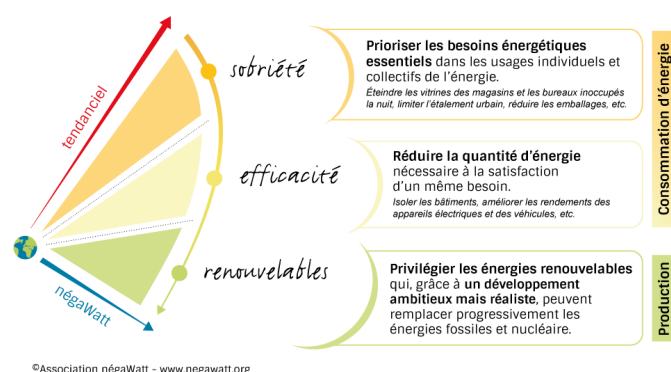 tendanciel
sobriété
Prioriser les besoins énergétiques
essentiels dans les usages individuels et
collectifs de l'énergie.
Éteindre les vitrines des magasins et les bureaux inoccupés
la nuit, limiter l'étalement urbain, réduire les emballages, etc.
efficacité
Réduire la quantité d'énergie
nécessaire à la satisfaction
d'un même besoin.
Isoler les bâtiments, améliorer les rendements des
appareils électriques et des véhicules, etc.
Consommation d'énergie
renouvelables
Privilégier les énergies renouvelables
qui, grâce à un développement
ambitieux mais réaliste, peuvent
remplacer progressivement les
énergies fossiles et nucléaire.
Production
négaWatt
©Association négaWatt - www.negawatt.org